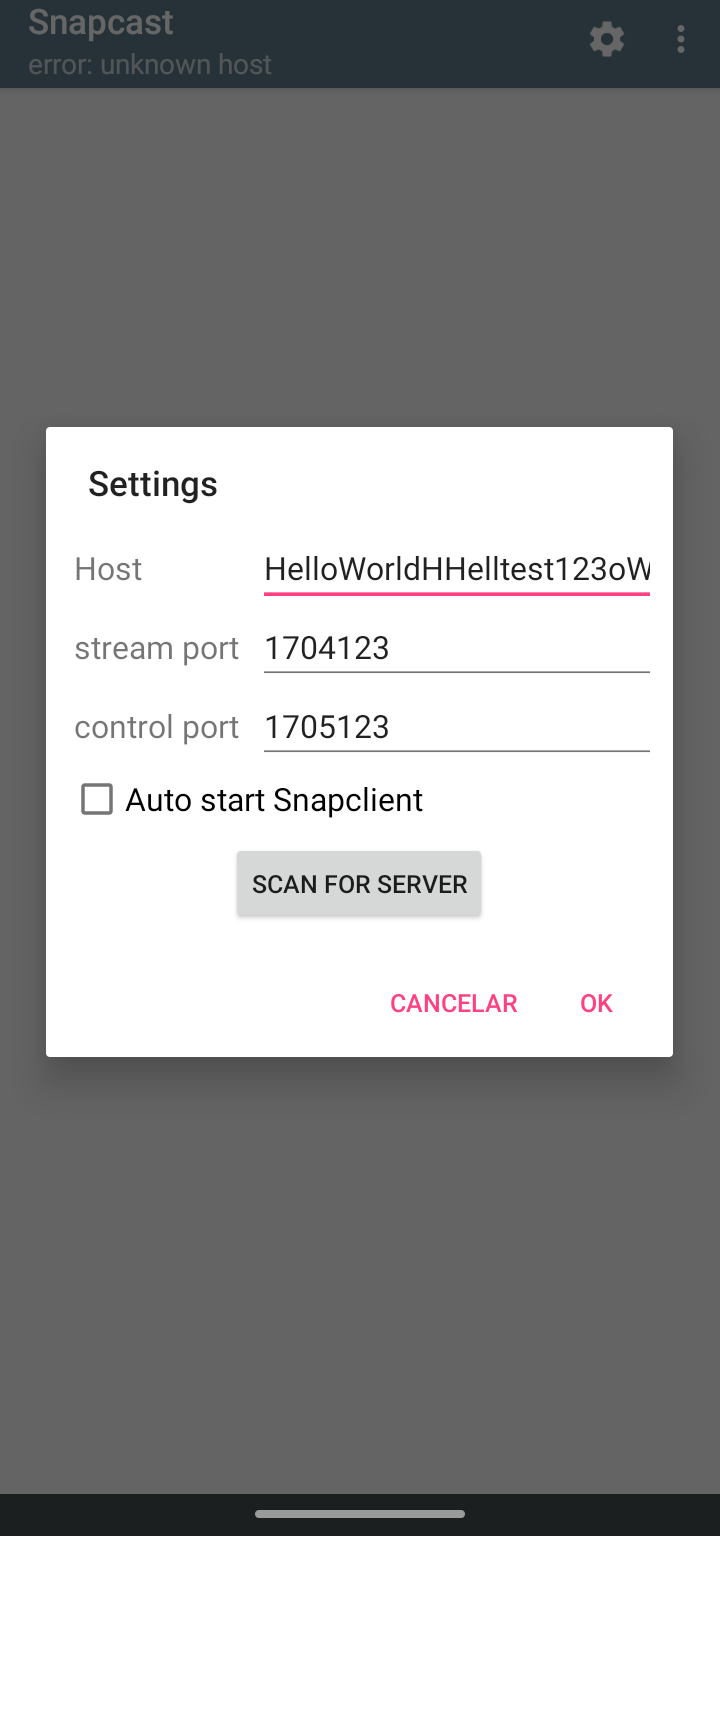 Snapcast
error: unknown host
Settings
Host HelloWorldHHelltest123oW
stream port 1704123
control port 1705123
Auto start Snapclient
SCAN FOR SERVER
CANCELAR OK